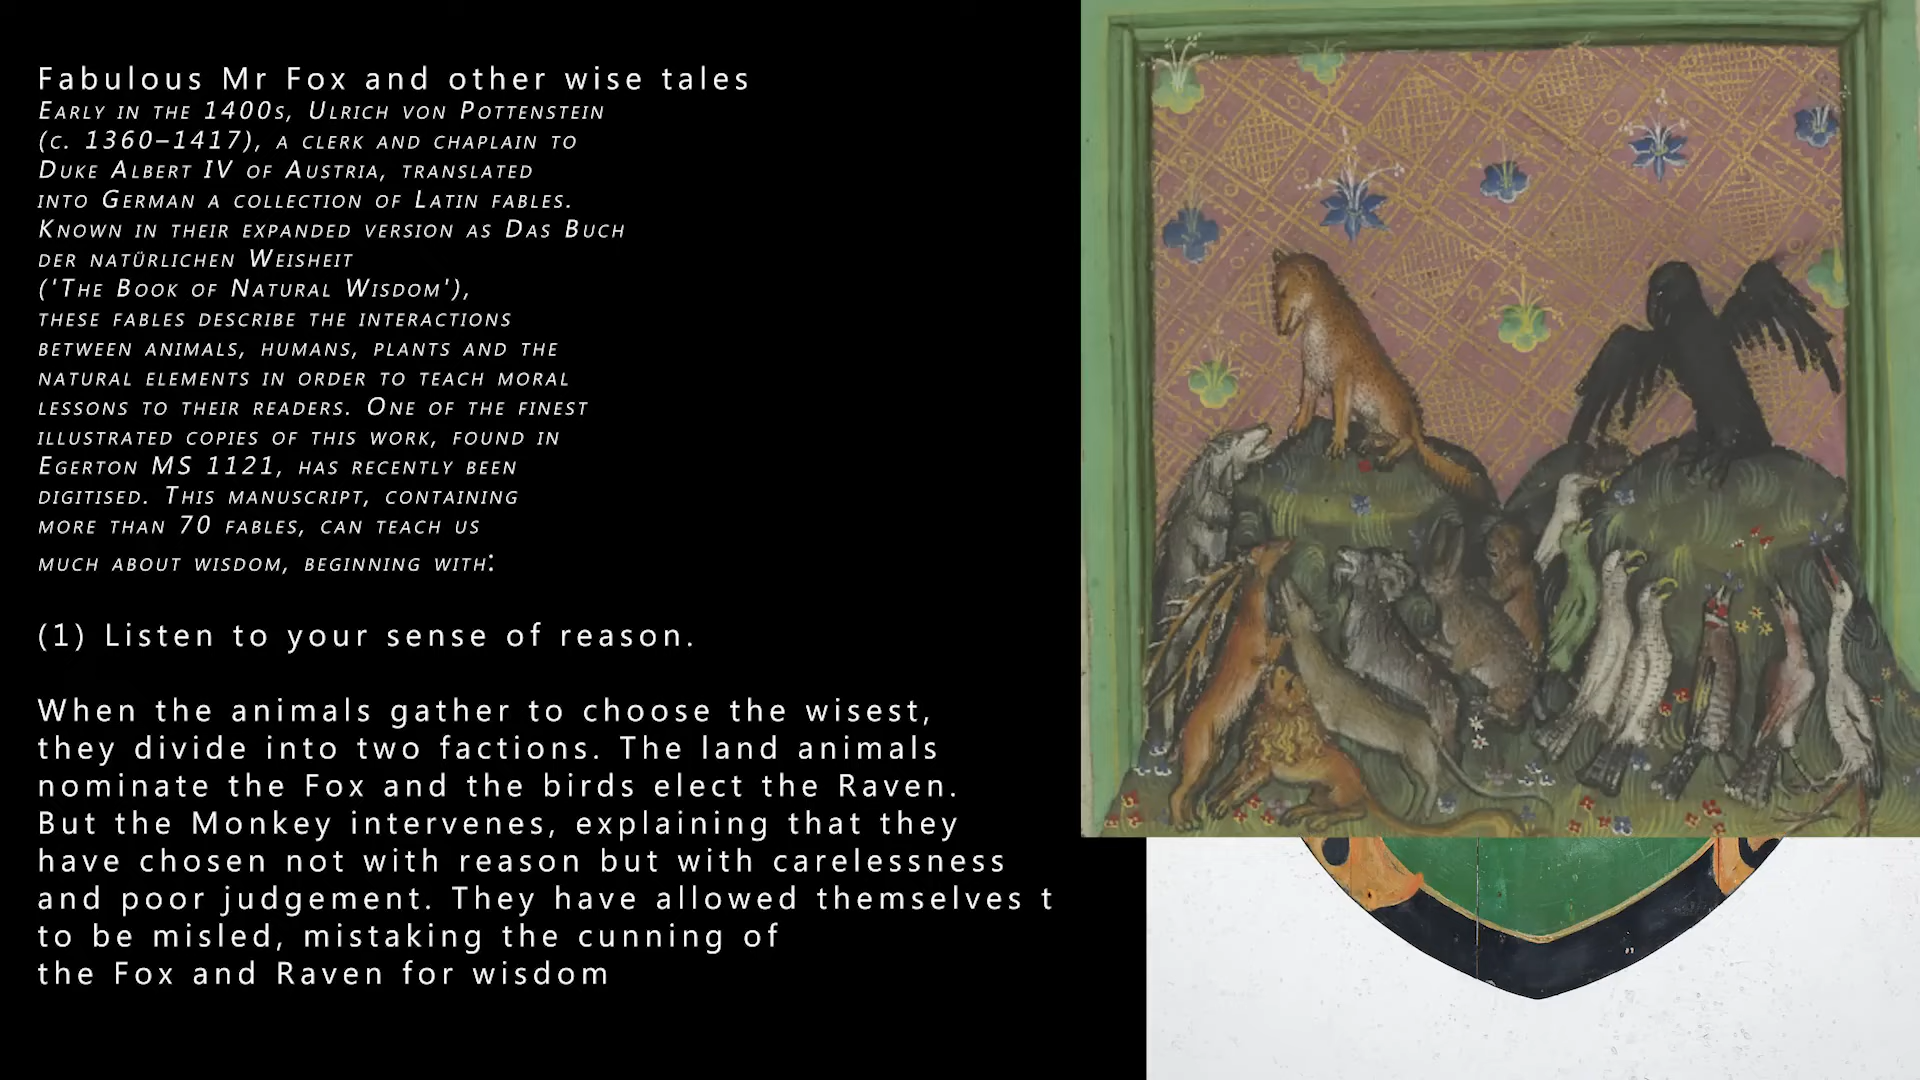 Fabulous Mr Fox and other wise tales
Early in the 1400s, Ulrich von Pottenstein
(c. 1360–1417), a clerk and chaplain to
Duke Albert IV of Austria, translated
into German a collection of Latin fables.
Known in their expanded version as Das Buch
der natürlichen Weisheit
('The Book of Natural Wisdom'),
these fables describe the interactions
between animals, humans, plants and the
natural elements in order to teach moral
lessons to their readers. One of the finest
illustrated copies of this work, found in
Egerton MS 1121, has recently been
digitised. This manuscript, containing
more than 70 fables, can teach us
much about wisdom, beginning with:
(1) Listen to your sense of reason.
When the animals gather to choose the wisest,
they divide into two factions. The land animals
nominate the Fox and the birds elect the Raven.
But the Monkey intervenes, explaining that they
have chosen not with reason but with carelessness
and poor judgement. They have allowed themselves t
to be misled, mistaking the cunning of
the Fox and Raven for wisdom